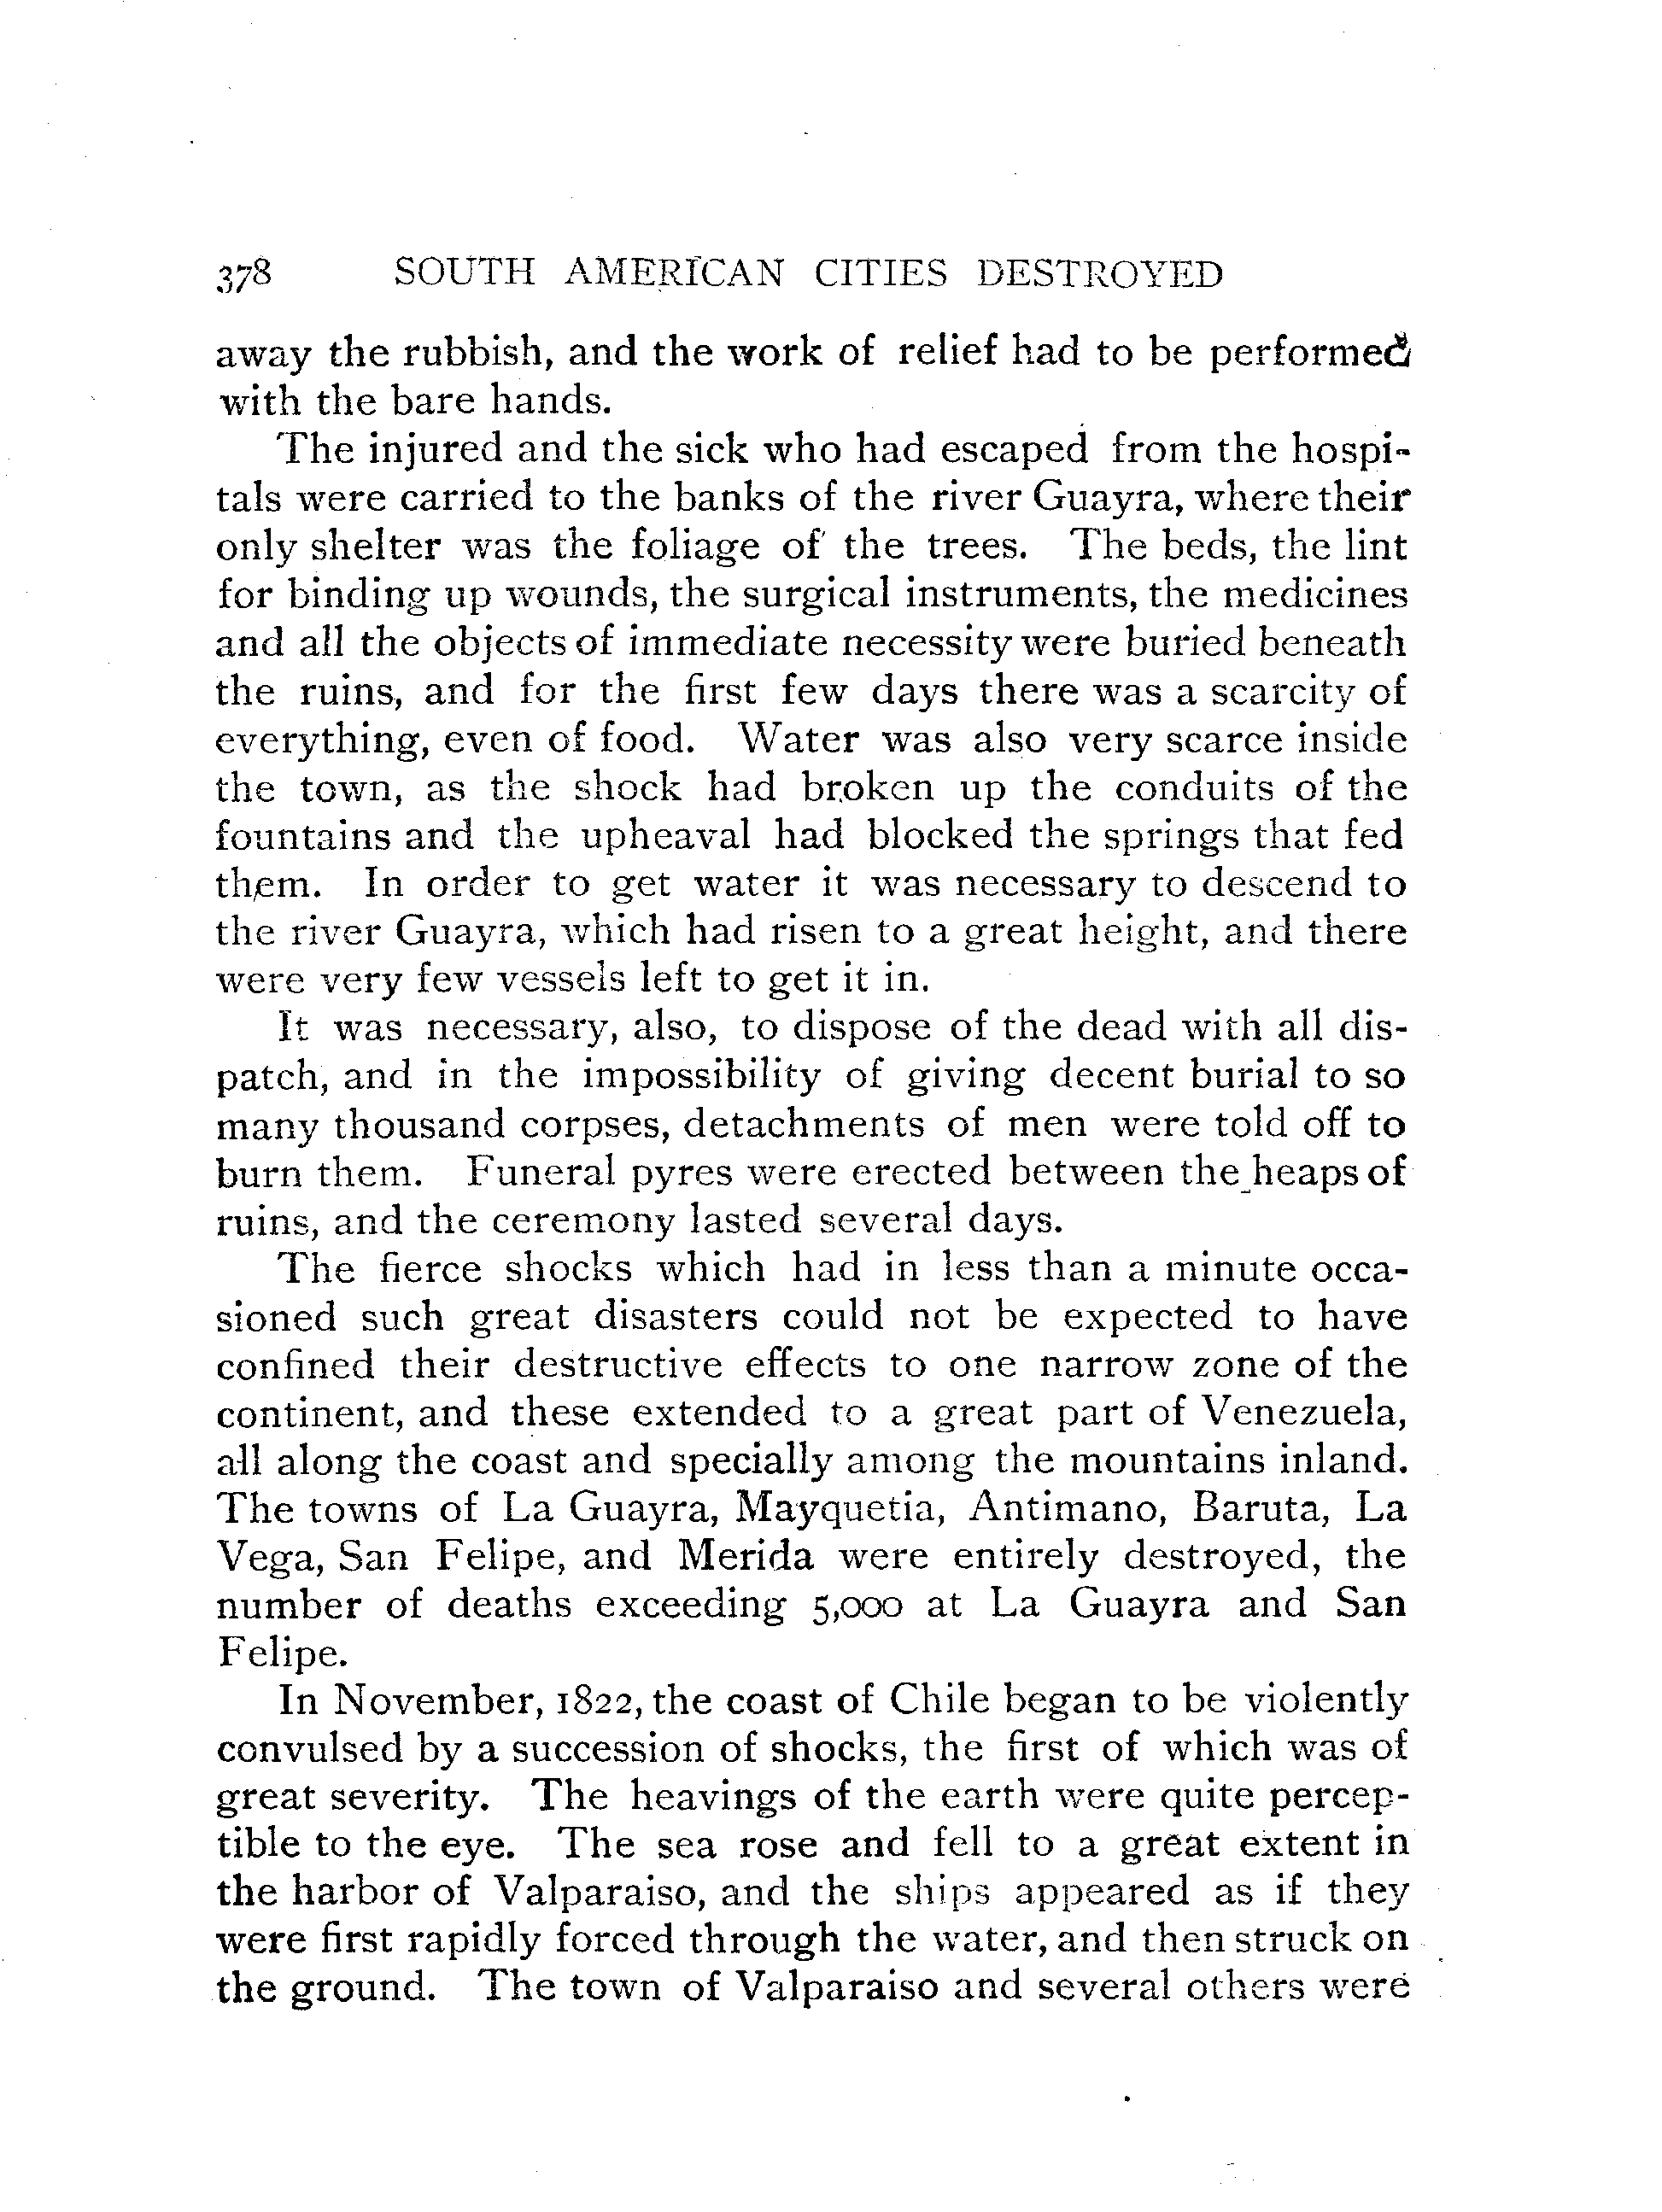 378 SOUTH AMERICAN CITIES DESTROYED
away the rubbish, and the work of relief had to be performed
with the bare hands.
The injured and the sick who had escaped from the hospi-
tals were carried to the banks of the river Guayra, where their
only shelter was the foliage of the trees. The beds, the lint
for binding up wounds, the surgical instruments, the medicines
and all the objects of immediate necessity were buried beneath
the ruins, and for the first few days there was a scarcity of
everything, even of food. Water was also very scarce inside
the town, as the shock had broken up the conduits of the
fountains and the upheaval had blocked the springs that fed
them. In order to get water it was necessary to descend to
the river Guayra, which had risen to a great height, and there
were very few vessels left to get it in.
It was necessary, also, to dispose of the dead with all dis-
patch, and in the impossibility of giving decent burial to so
many thousand corpses, detachments of men were told off to
burn them. Funeral pyres were erected between the heaps of
ruins, and the ceremony lasted several days.
The fierce shocks which had in less than a minute occa-
sioned such great disasters could not be expected to have
confined their destructive effects to one narrow zone of the
continent, and these extended to a great part of Venezuela,
all along the coast and specially among the mountains inland.
The towns of La Guayra, Mayquetia, Antimano, Baruta, La
Vega, San Felipe, and Merida were entirely destroyed, the
number of deaths exceeding 5,000 at La Guayra and San
Felipe.
In November, 1822, the coast of Chile began to be violently
convulsed by a succession of shocks, the first of which was of
great severity. The heavings of the earth were quite percep-
tible to the eye. The sea rose and fell to a great extent in
the harbor of Valparaiso, and the ships appeared as if they
were first rapidly forced through the water, and then struck on
the ground. The town of Valparaiso and several others were